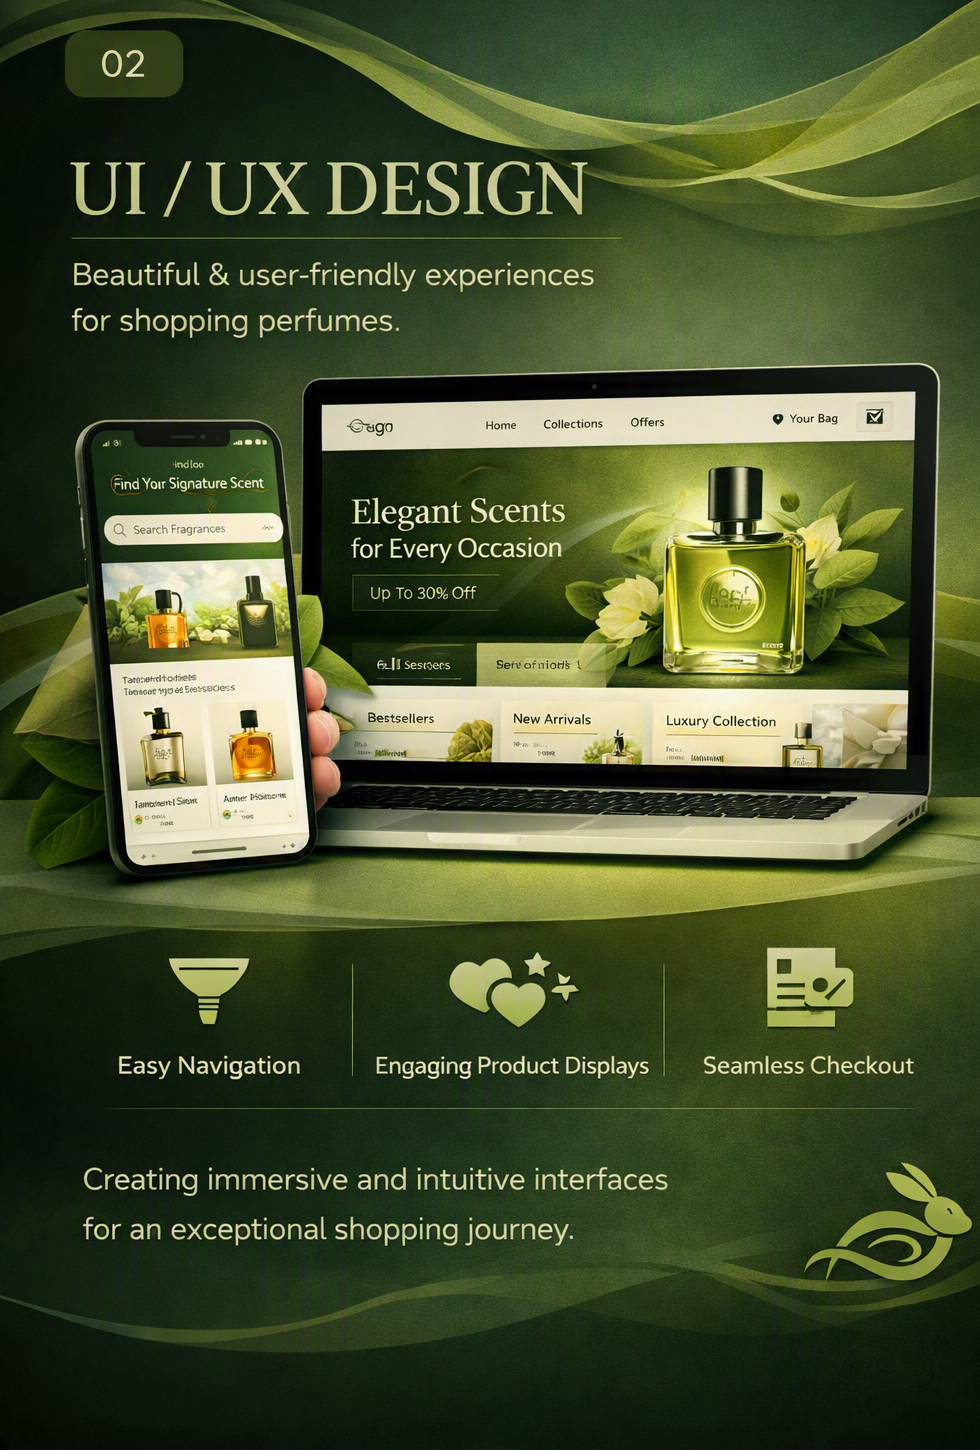 02
UI / UX DESIGN
Beautiful & user-friendly experiences
for shopping perfumes.
Home Collections Offers Your Bag
Elegant Scents
for Every Occasion
Up To 30% Off
Bestsellers New Arrivals Luxury Collection
Find Your Signature Scent
Search Fragrances
Easy Navigation
Engaging Product Displays
Seamless Checkout
Creating immersive and intuitive interfaces
for an exceptional shopping journey.